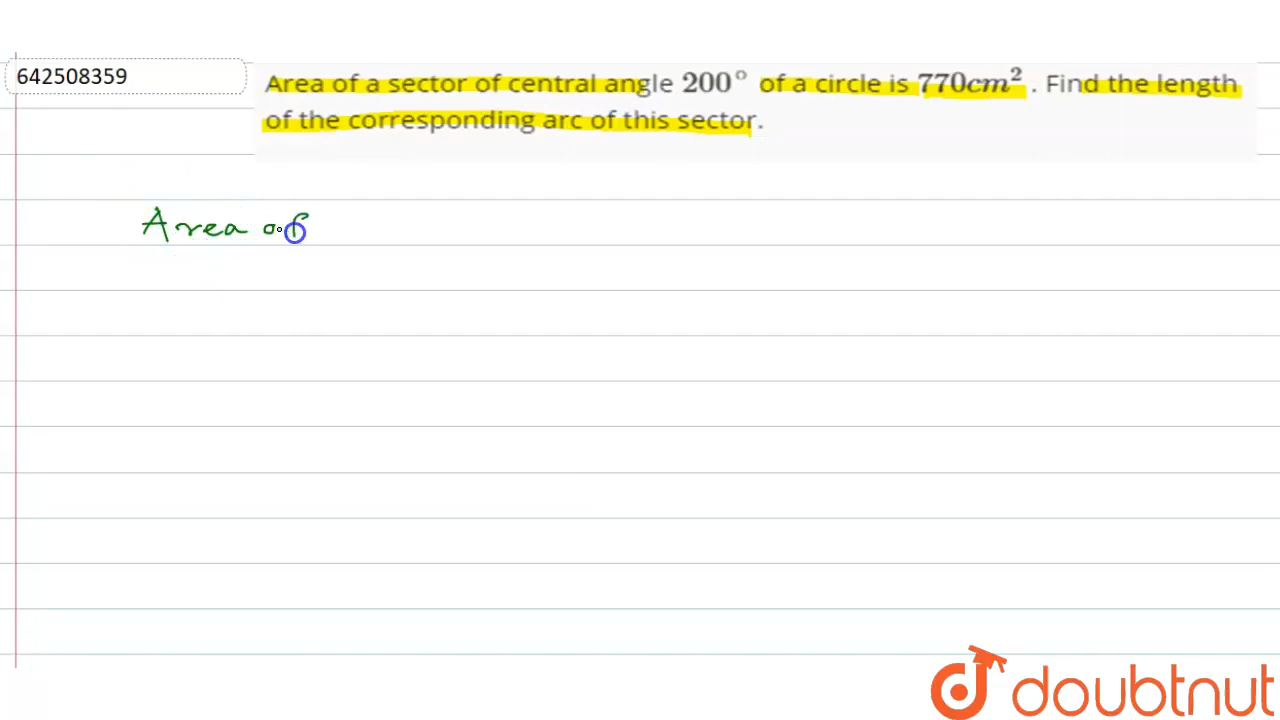 642508359
Area of a sector of central angle 200° of a circle is 770cm² . Find the length
of the corresponding arc of this sector.
Area of
doubtnut